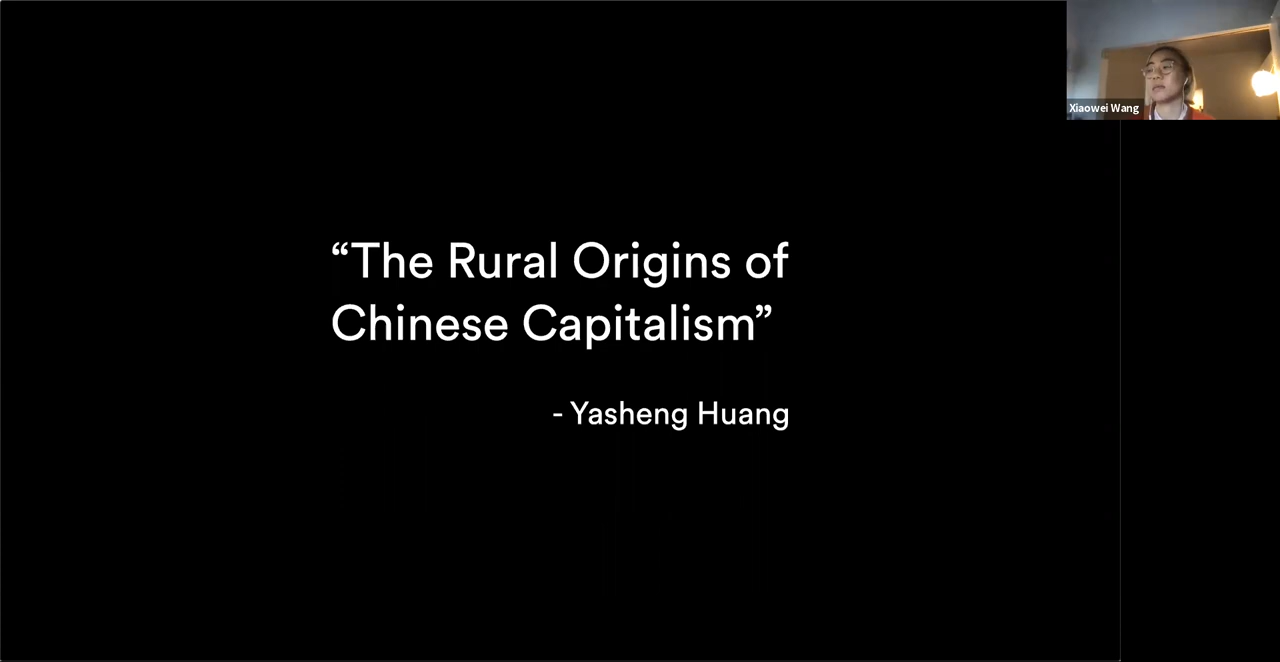 Xiaowei Wang
“The Rural Origins of
Chinese Capitalism”
- Yasheng Huang